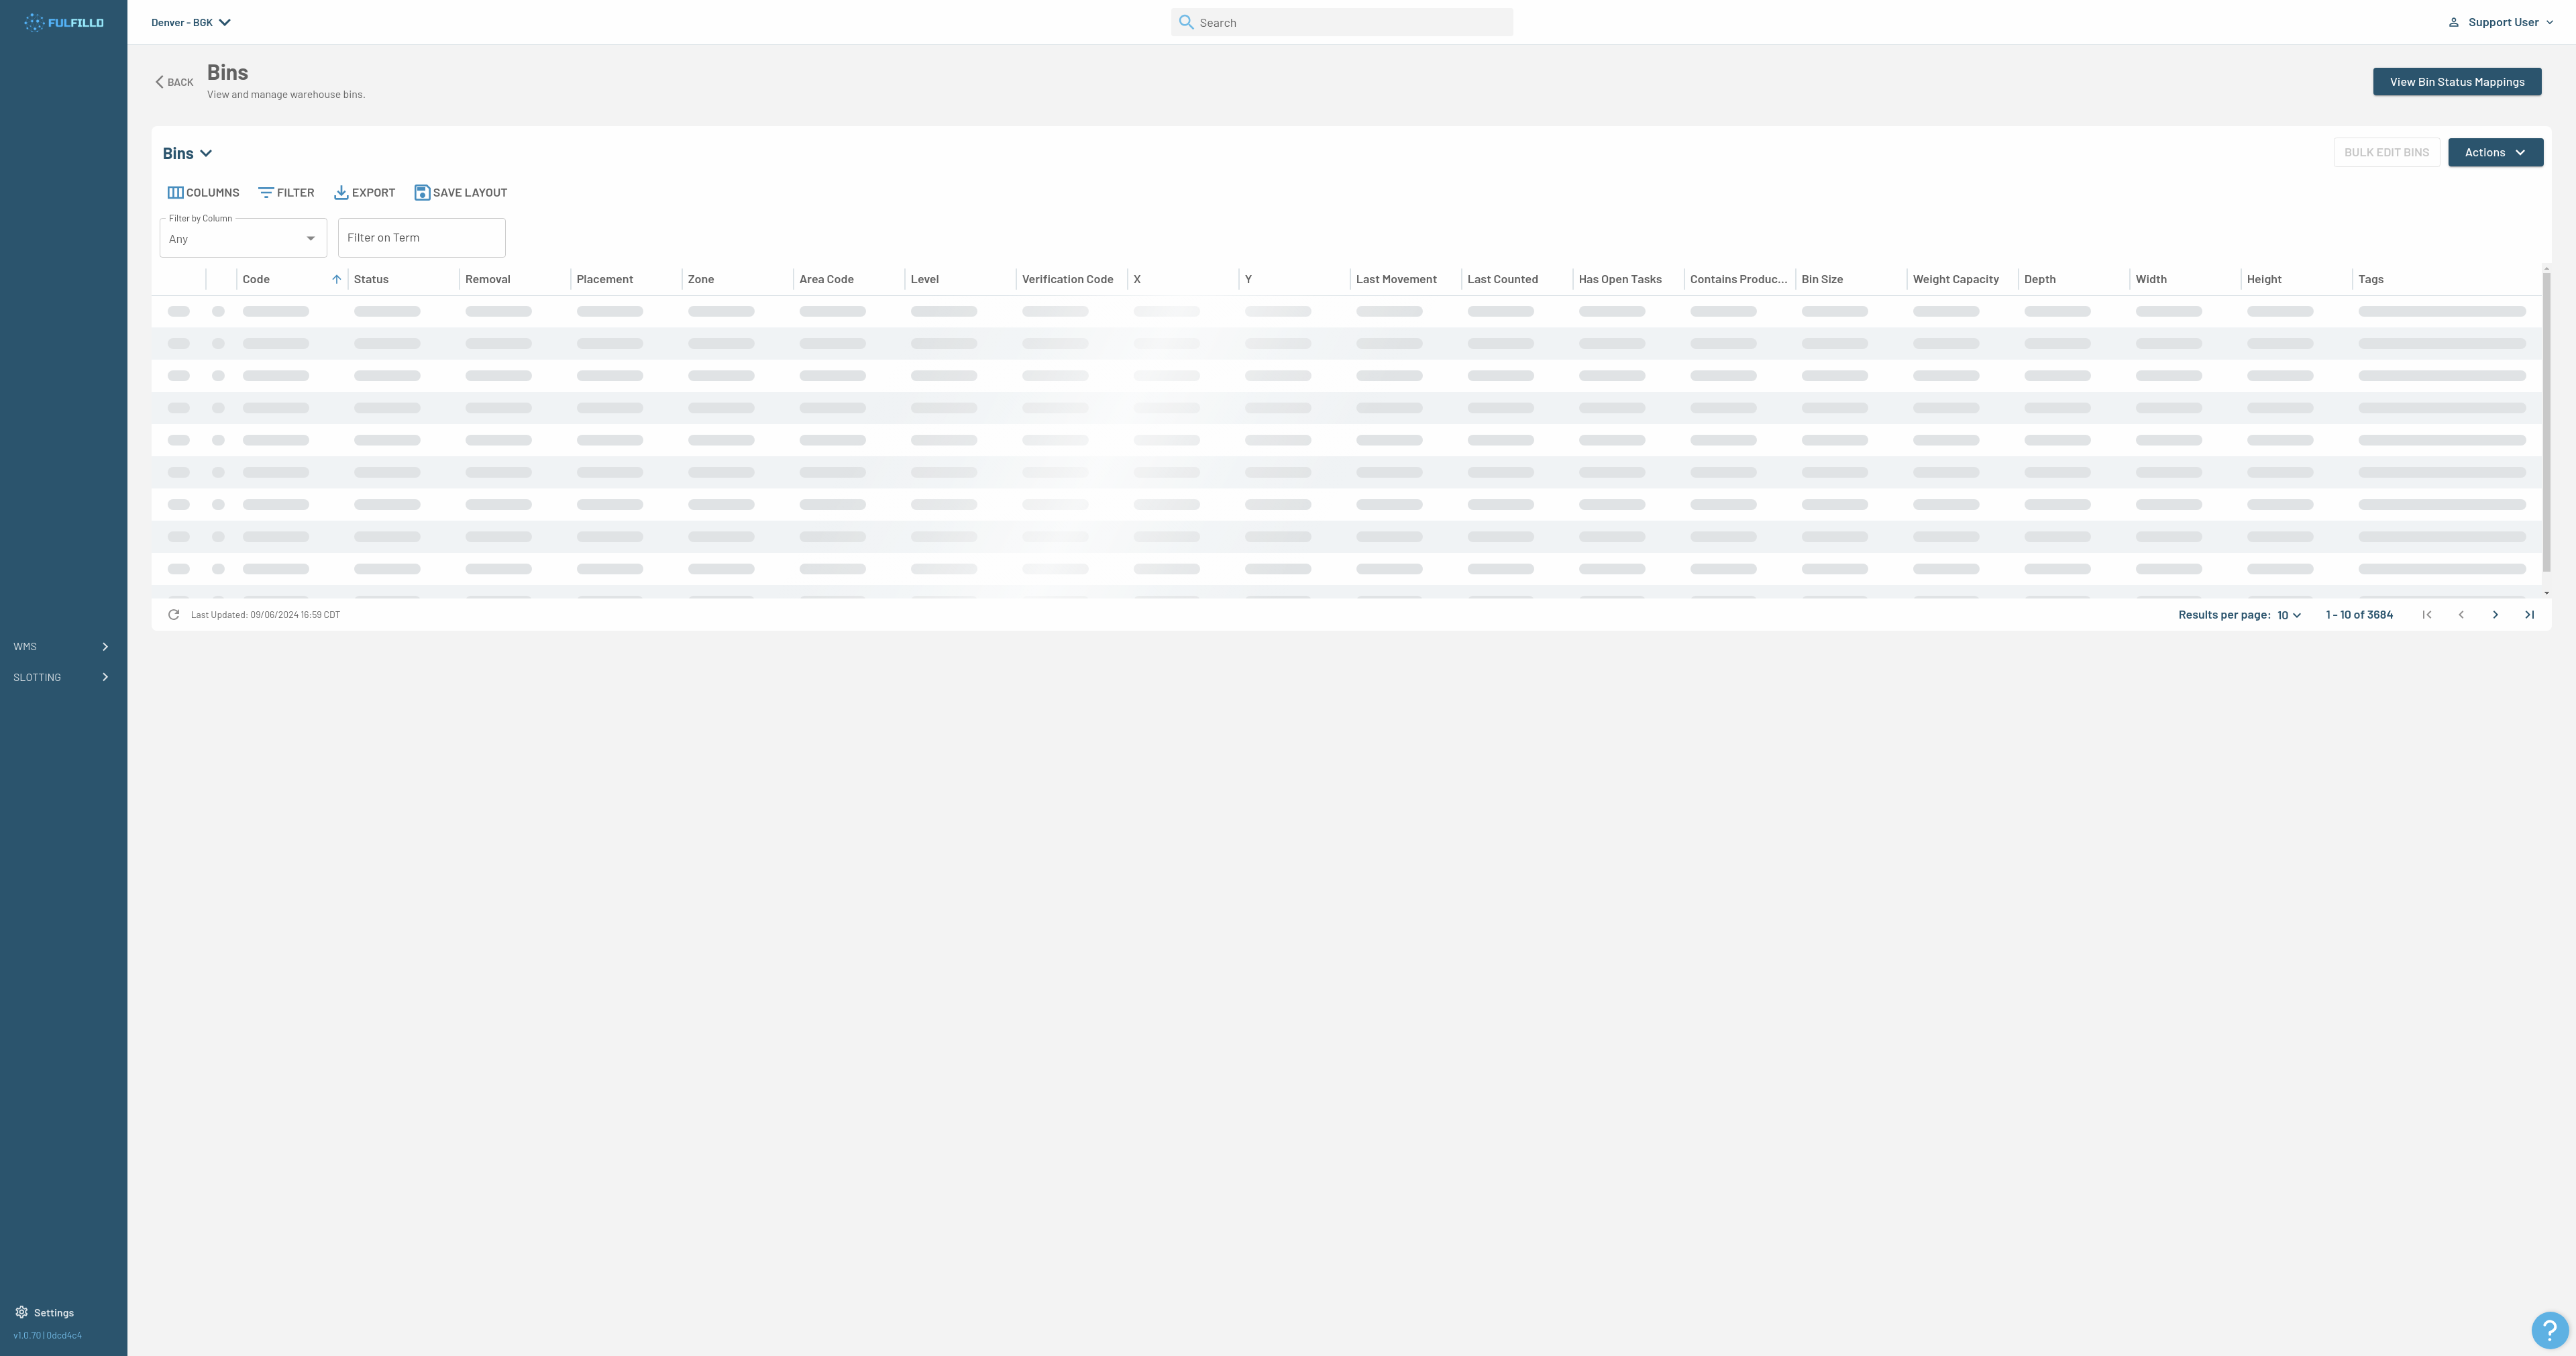 FULFILLD
Denver - BGK
Search
Support User
BACK
Bins
View and manage warehouse bins.
View Bin Status Mappings
Bins
BULK EDIT BINS
Actions
COLUMNS FILTER EXPORT SAVE LAYOUT
Filter by Column
Any
Filter on Term
Code Status Removal Placement Zone Area Code Level Verification Code X Y Last Movement Last Counted Has Open Tasks Contains Produc... Bin Size Weight Capacity Depth Width Height Tags
Last Updated: 09/06/2024 16:59 CDT
Results per page: 10 1 - 10 of 3684
WMS
SLOTTING
Settings
v1.0.70 | 0dcd4c4
?